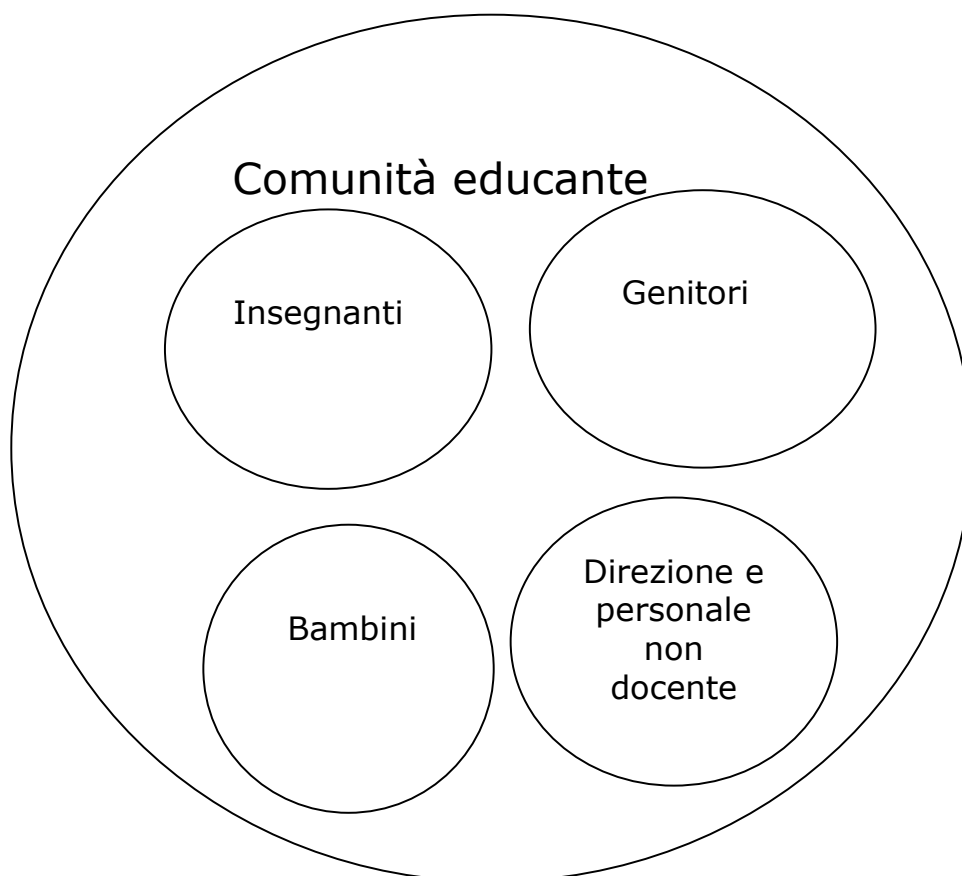 Comunità educante
Insegnanti
Genitori
Bambini
Direzione e
personale
non
docente